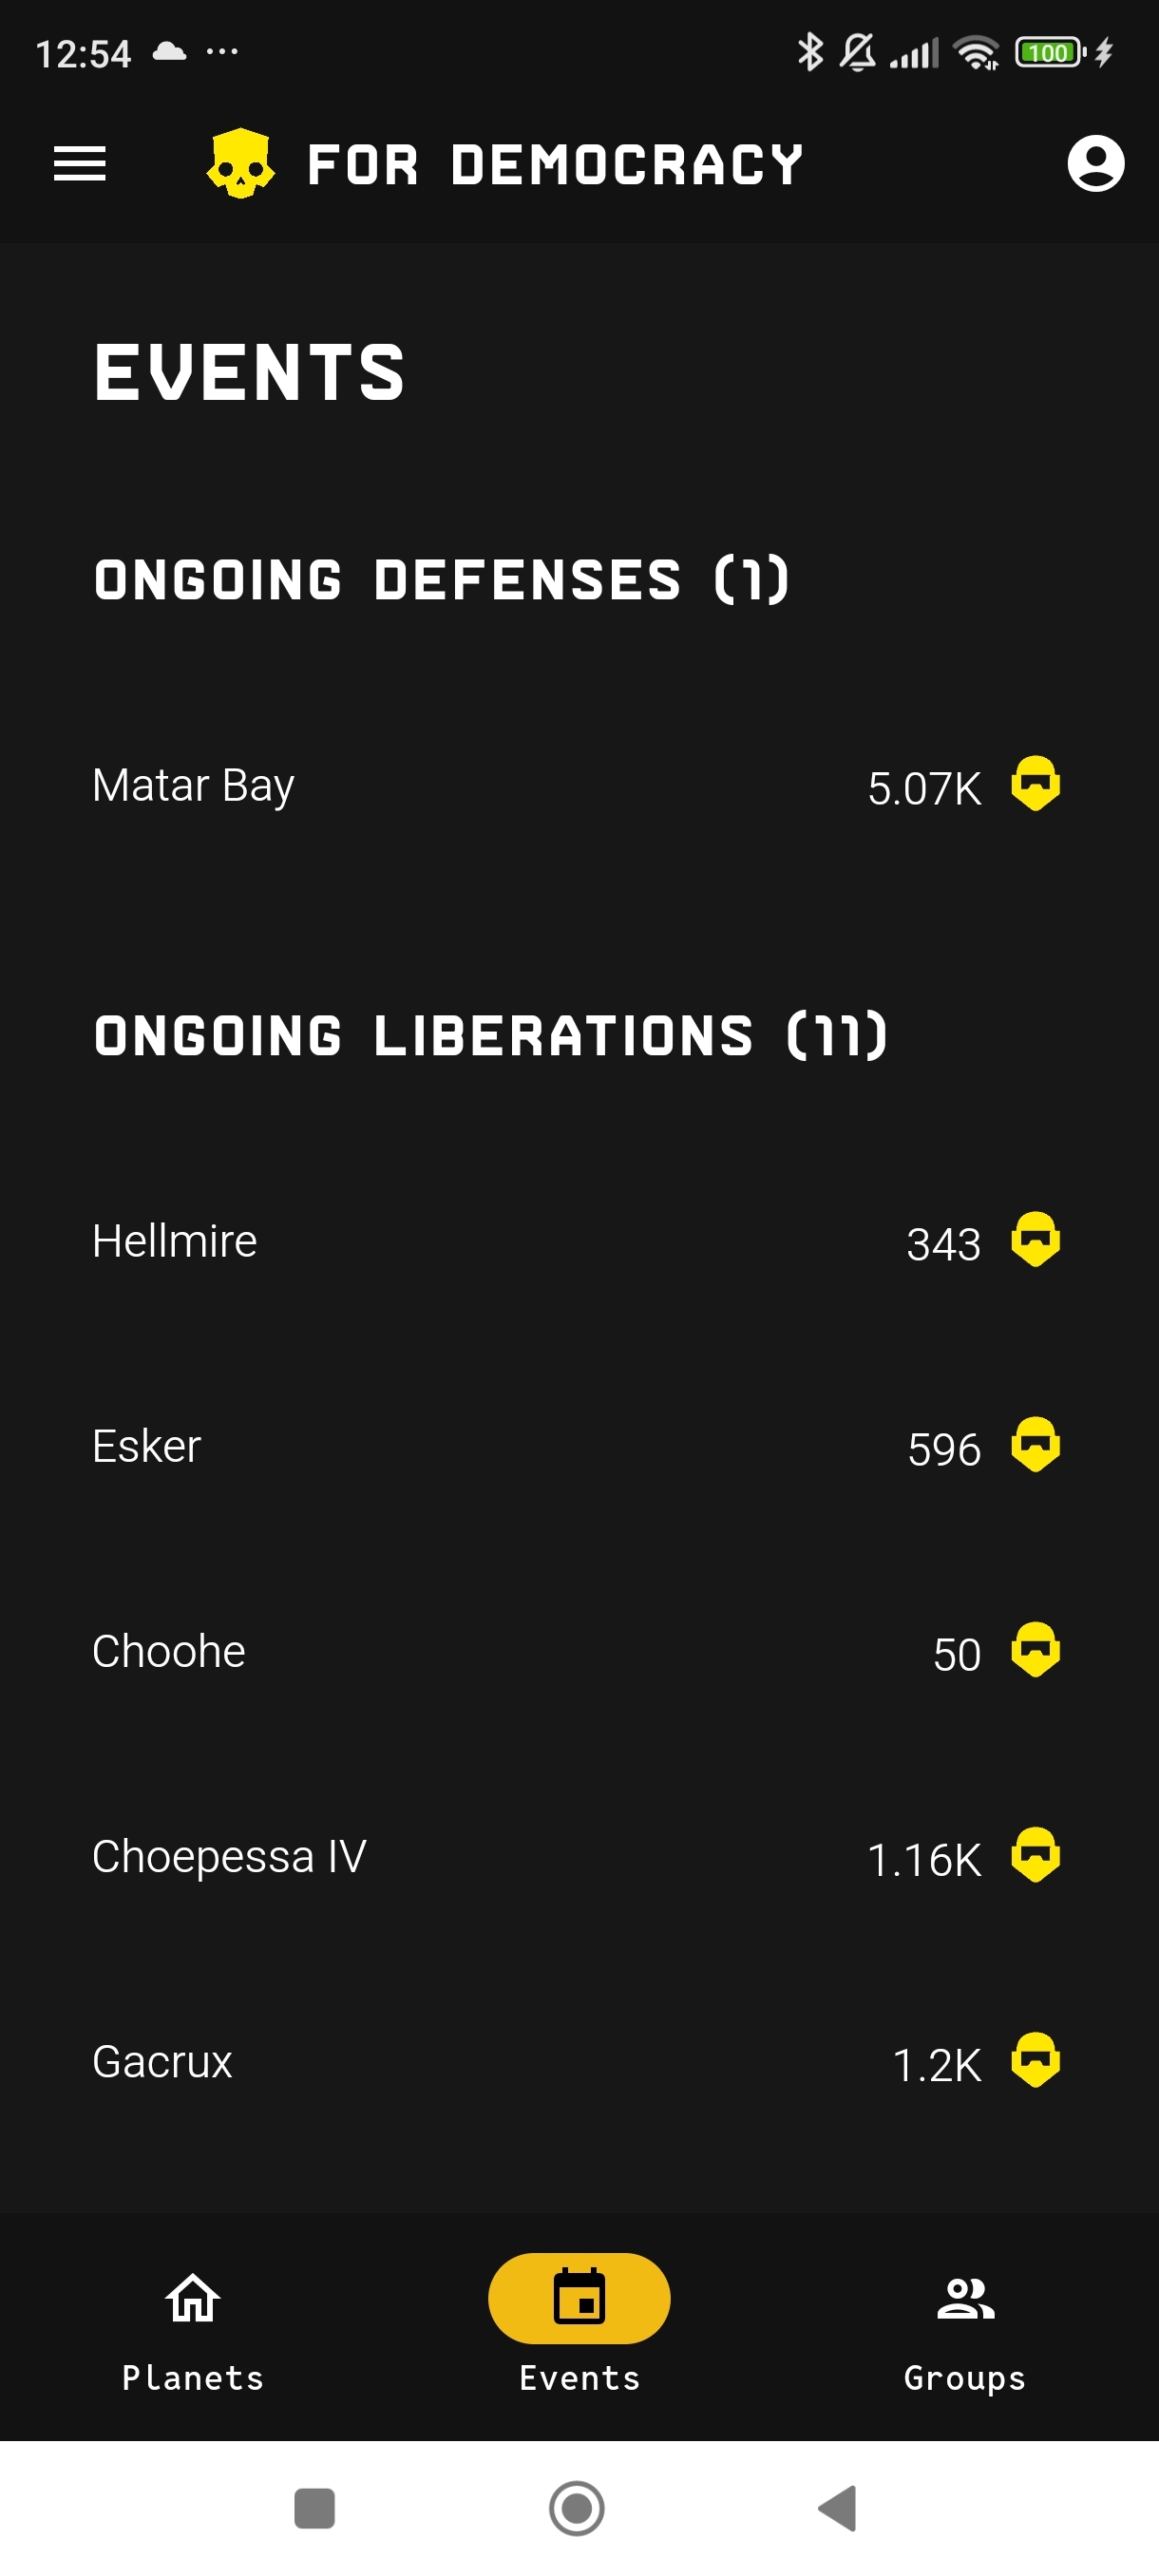 12:54
100
FOR DEMOCRACY
EVENTS
ONGOING DEFENSES (1)
Matar Bay 5.07K
ONGOING LIBERATIONS (11)
Hellmire 343
Esker 596
Choohe 50
Choepessa IV 1.16K
Gacrux 1.2K
Planets Events Groups